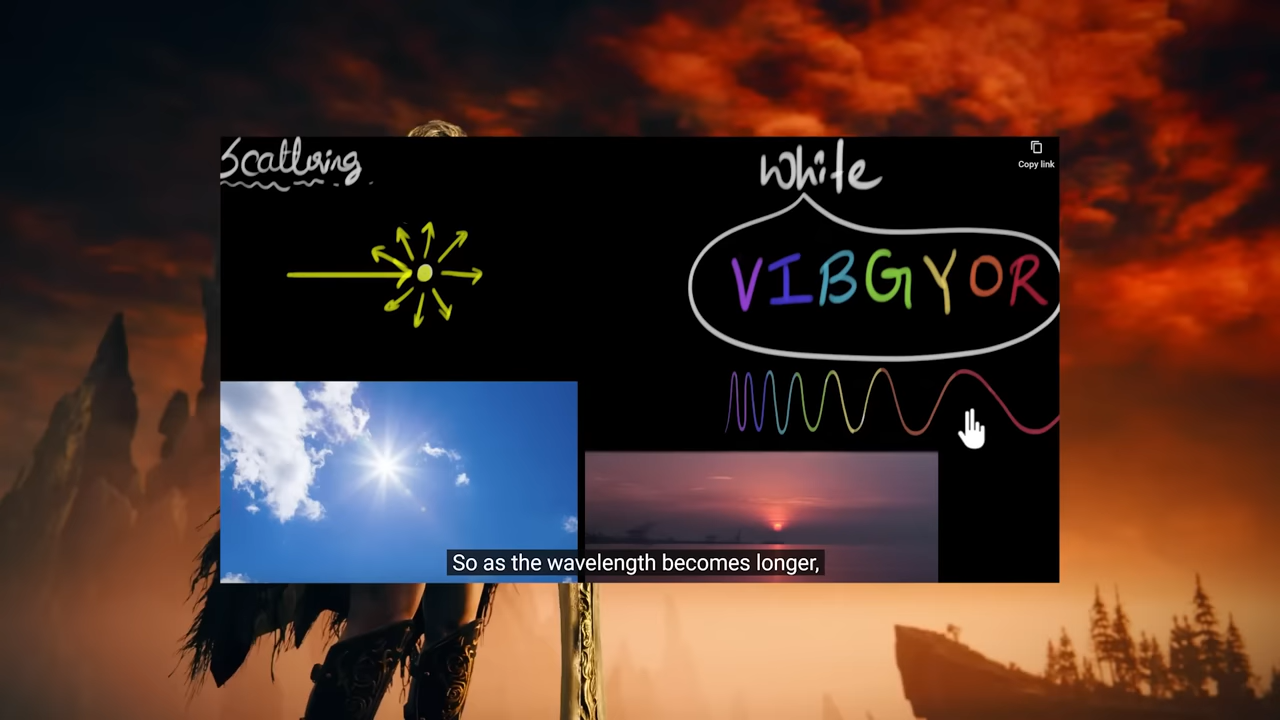 Scattering
White
Copy link
VIBGYOR
So as the wavelength becomes longer,